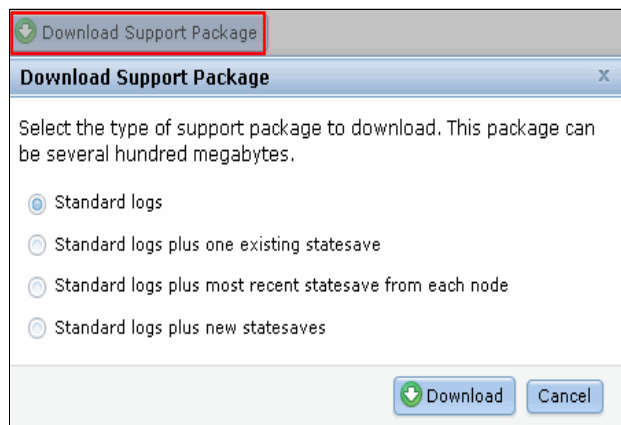 Download Support Package
Download Support Package x
Select the type of support package to download. This package can
be several hundred megabytes.
Standard logs
Standard logs plus one existing statesave
Standard logs plus most recent statesave from each node
Standard logs plus new statesaves
Download Cancel